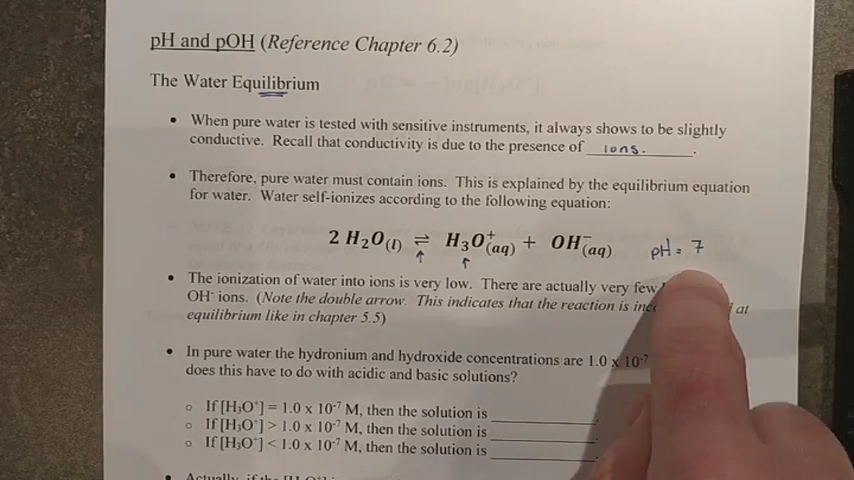 pH and pOH (Reference Chapter 6.2)
The Water Equilibrium
• When pure water is tested with sensitive instruments, it always shows to be slightly
conductive. Recall that conductivity is due to the presence of ions.
• Therefore, pure water must contain ions. This is explained by the equilibrium equation
for water. Water self-ionizes according to the following equation:
2 H₂O(l) ⇌ H₃O⁺(aq) + OH⁻(aq) pH = 7
• The ionization of water into ions is very low. There are actually very few
OH⁻ ions. (Note the double arrow. This indicates that the reaction is at
equilibrium like in chapter 5.5)
• In pure water the hydronium and hydroxide concentrations are 1.0 x 10⁻⁷
does this have to do with acidic and basic solutions?
○ If [H₃O⁺] = 1.0 x 10⁻⁷ M, then the solution is ____________.
○ If [H₃O⁺] > 1.0 x 10⁻⁷ M, then the solution is ____________.
○ If [H₃O⁺] < 1.0 x 10⁻⁷ M, then the solution is ____________.
• Actually, if the